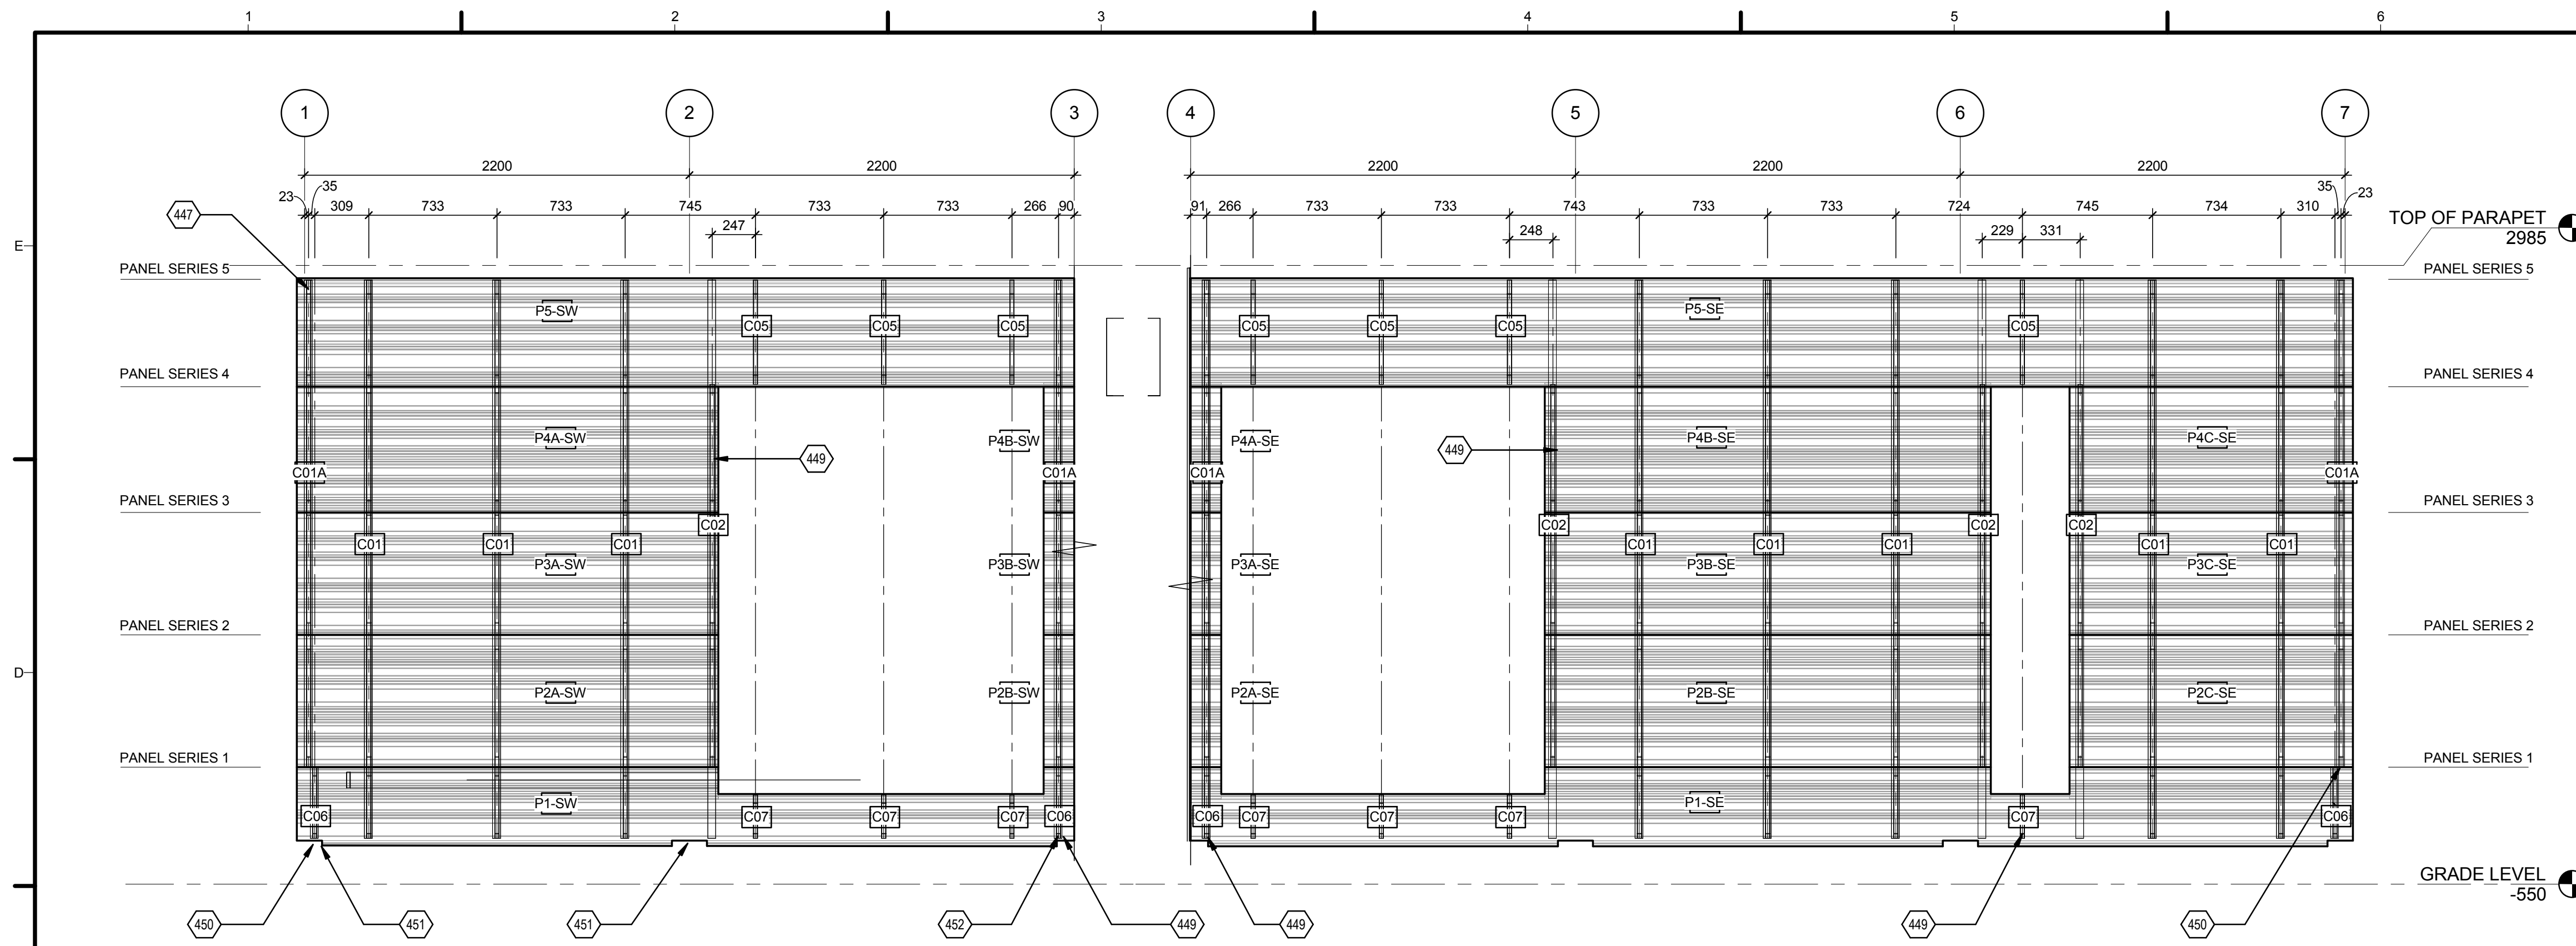 1 2 3 4 5 6
1 2 3 4 5 6 7
2200 2200 2200 2200 2200
23 35 309 733 733 745 733 733 266 90 91 266 733 733 743 733 733 724 745 734 310 35 23
447
247 248 229 331
TOP OF PARAPET
2985
E
PANEL SERIES 5 PANEL SERIES 5
P5-SW P5-SE
C05 C05 C05 C05 C05 C05 C05
PANEL SERIES 4 PANEL SERIES 4
P4A-SW P4B-SW P4A-SE P4B-SE P4C-SE
449 449
C01A C01A C01A C01A
PANEL SERIES 3 PANEL SERIES 3
C02 C02 C02 C02
C01 C01 C01 C01 C01 C01 C01 C01
P3A-SW P3B-SW P3A-SE P3B-SE P3C-SE
PANEL SERIES 2 PANEL SERIES 2
D
P2A-SW P2B-SW P2A-SE P2B-SE P2C-SE
PANEL SERIES 1 PANEL SERIES 1
P1-SW P1-SE
C06 C07 C07 C07 C06 C06 C07 C07 C07 C07 C06
GRADE LEVEL
-550
450 451 451 452 449 449 449 450